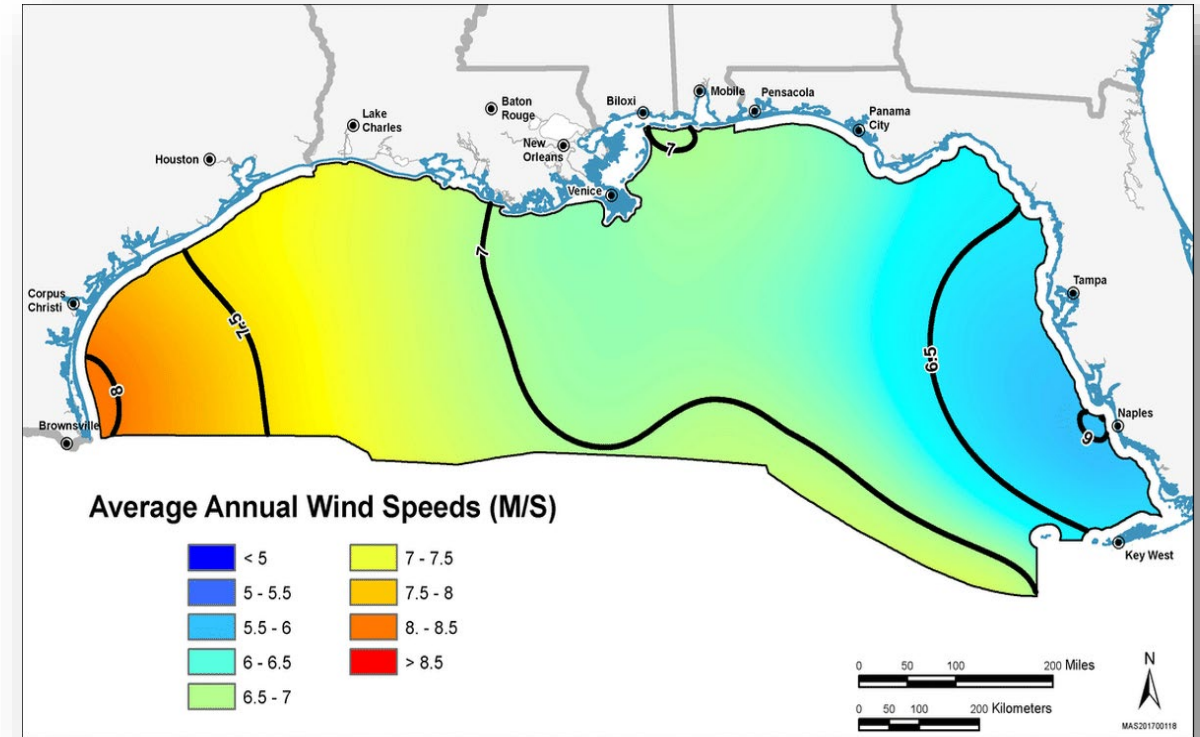 Mobile
Pensacola
Biloxi
Baton
Rouge
Panama
City
Lake
Charles
New
Orleans
7
Houston
Venice
7
Tampa
Corpus
Christi
7.5
6.5
8
Naples
Brownsville
6
Average Annual Wind Speeds (M/S)
< 5
7 - 7.5
Key West
5 - 5.5
7.5 - 8
5.5 - 6
8. - 8.5
6 - 6.5
> 8.5
6.5 - 7
0 50 100 200 Miles
0 50 100 200 Kilometers
N
MAS201700118